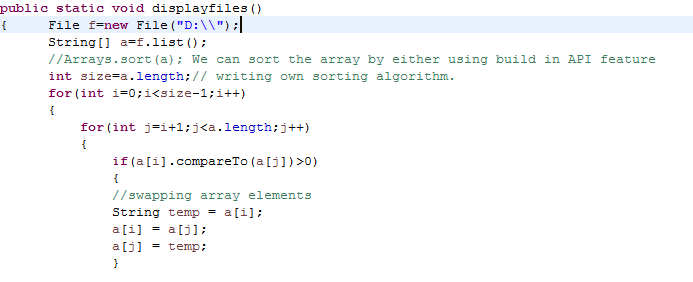 public static void displayfiles()
{     File f=new File("D:\\");
      String[] a=f.list();
      //Arrays.sort(a); We can sort the array by either using build in API feature
      int size=a.length;// writing own sorting algorithm.
      for(int i=0;i<size-1;i++)
      {
          for(int j=i+1;j<a.length;j++)
          {
              if(a[i].compareTo(a[j])>0)
              {
              //swapping array elements
              String temp = a[i];
              a[i] = a[j];
              a[j] = temp;
              }